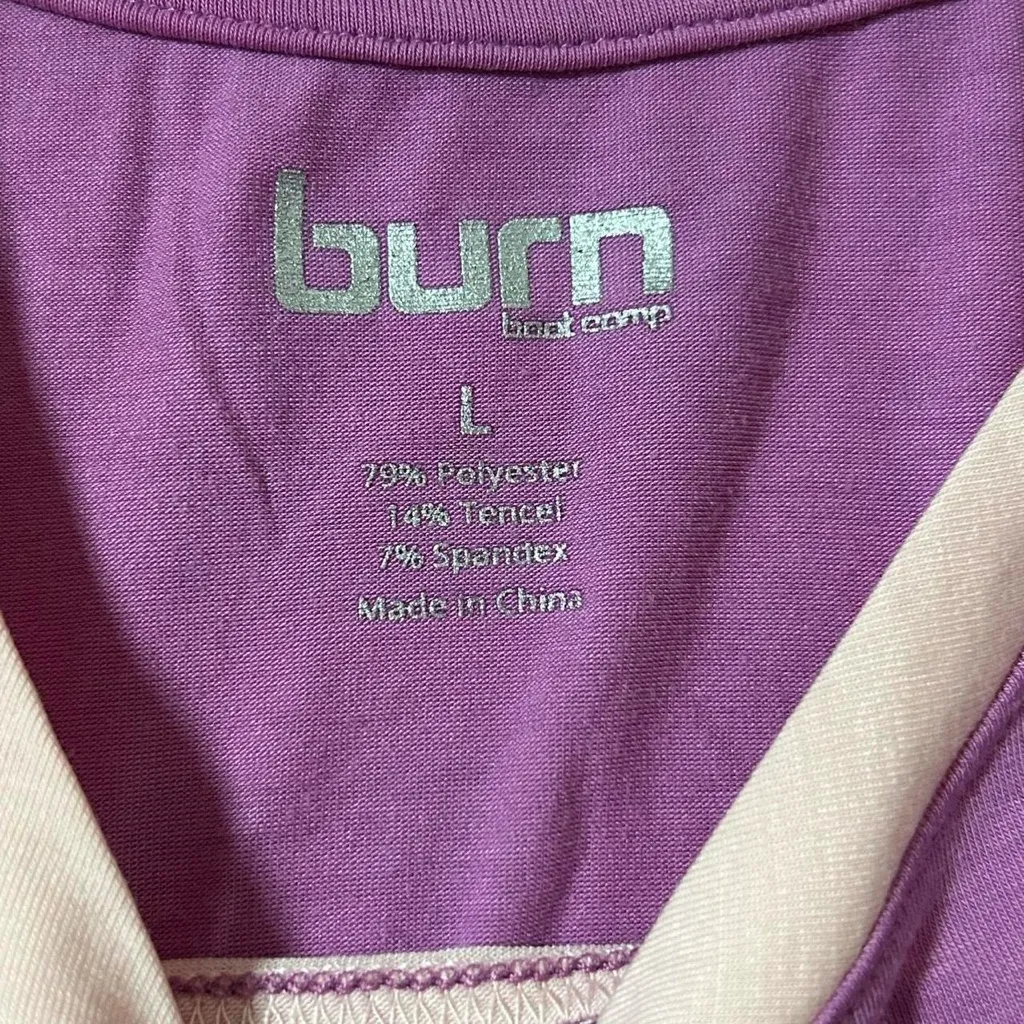 burn
boot camp
L
79% Polyester
14% Tencel
7% Spandex
Made in China